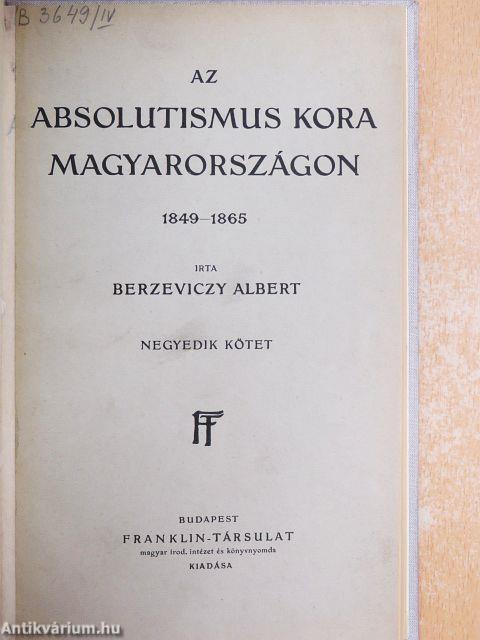 B 3649/IV
AZ
ABSOLUTISMUS KORA
MAGYARORSZÁGON
1849–1865
IRTA
BERZEVICZY ALBERT
NEGYEDIK KÖTET
FT
BUDAPEST
FRANKLIN-TÁRSULAT
magyar irod. intézet és könyvnyomda
KIADÁSA
Antikvárium.hu